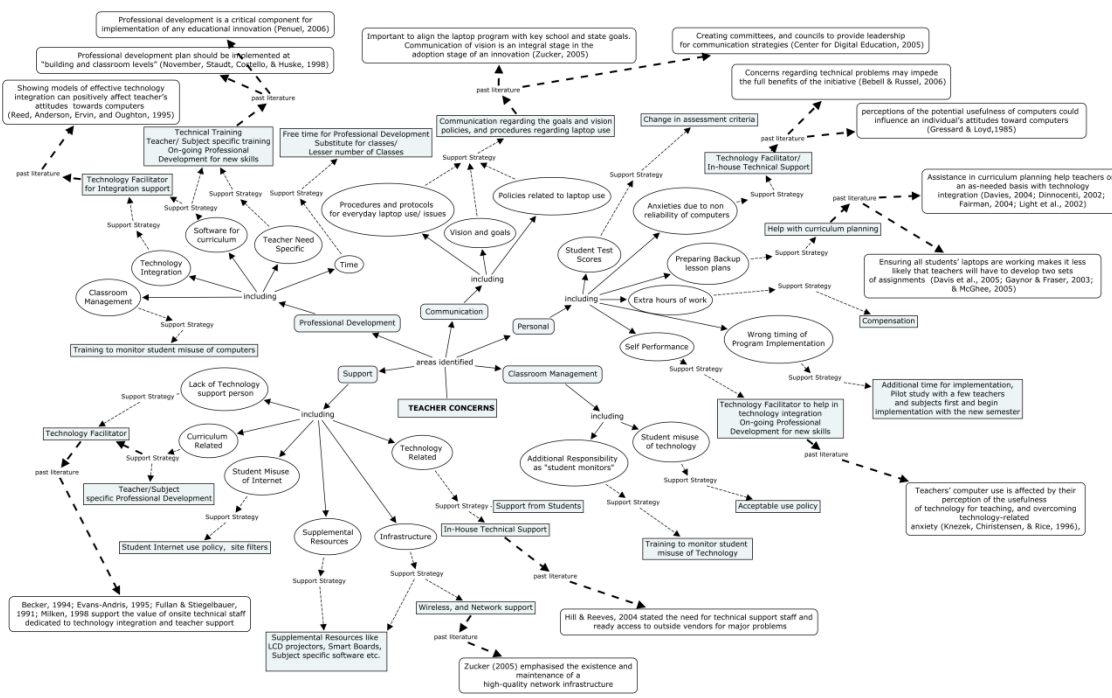 Professional development is a critical component for
implementation of any educational innovation (Penuel, 2006)
Professional development plan should be implemented at
“building and classroom levels” (November, Staudt, Costello, & Huske, 1998)
Showing models of effective technology
integration can positively affect teacher's
attitudes towards computers
(Reed, Anderson, Ervin, and Oughton, 1995)
past literature
past literature
Technical Training
Teacher/ Subject specific training
On-going Professional
Development for new skills
Free time for Professional Development
Substitute for classes/
Lesser number of Classes
Technology Facilitator
for Integration support
Support Strategy
Support Strategy
Support Strategy
Support Strategy
Software for
curriculum
Teacher Need
Specific
Time
Technology
Integration
Classroom
Management
including
Support Strategy
Training to monitor student misuse of computers
Professional Development
Important to align the laptop program with key school and state goals.
Communication of vision is an integral stage in the
adoption stage of an innovation (Zucker, 2005)
Creating committees, and councils to provide leadership
for communication strategies (Center for Digital Education, 2005)
past literature
Communication regarding the goals and vision
policies, and procedures regarding laptop use
Support Strategy
Procedures and protocols
for everyday laptop use/ issues
Vision and goals
Policies related to laptop use
including
Communication
Concerns regarding technical problems may impede
the full benefits of the initiative (Bebell & Russel, 2006)
perceptions of the potential usefulness of computers could
influence an individual's attitudes toward computers
(Gressard & Loyd,1985)
past literature
Change in assessment criteria
Technology Facilitator/
In-house Technical Support
Support Strategy
Support Strategy
Anxieties due to non
reliability of computers
Student Test
Scores
Assistance in curriculum planning help teachers
an as-needed basis with technology
integration (Davies, 2004; Dinnocenti, 2002;
Fairman, 2004; Light et al., 2002)
past literature
Help with curriculum planning
Support Strategy
Preparing Backup
lesson plans
Ensuring all students' laptops are working makes it less
likely that teachers will have to develop two sets
of assignments (Davis et al., 2005; Gaynor & Fraser, 2003;
& McGhee, 2005)
including
Extra hours of work
Support Strategy
Compensation
Personal
Self Performance
Wrong timing of
Program Implementation
Support Strategy
Support Strategy
Technology Facilitator to help in
technology integration
On-going Professional
Development for new skills
Additional time for implementation,
Pilot study with a few teachers
and subjects first and begin
implementation with the new semester
Teachers' computer use is affected by their
perception of the usefulness
of technology for teaching, and overcoming
technology-related
anxiety (Knezek, Chiristensen, & Rice, 1996),
areas identified
TEACHER CONCERNS
Support
Classroom Management
including
Additional Responsibility
as "student monitors"
Student misuse
of technology
Support Strategy
Support Strategy
Acceptable use policy
Training to monitor student
misuse of Technology
including
Lack of Technology
support person
Support Strategy
Technology Facilitator
Curriculum
Related
Support Strategy
past literature
Teacher/Subject
specific Professional Development
Student Misuse
of Internet
Support Strategy
Student Internet use policy, site filters
Becker, 1994; Evans-Andris, 1995; Fullan & Stiegelbauer,
1991; Milken, 1998 support the value of onsite technical staff
dedicated to technology integration and teacher support
Supplemental
Resources
Support Strategy
Supplemental Resources like
LCD projectors, Smart Boards,
Subject specific software etc.
Infrastructure
Support Strategy
Wireless, and Network support
past literature
Zucker (2005) emphasised the existence and
maintenance of a
high-quality network infrastructure
Technology
Related
Support Strategy
Support from Students
In-House Technical Support
past literature
Hill & Reeves, 2004 stated the need for technical support staff and
ready access to outside vendors for major problems